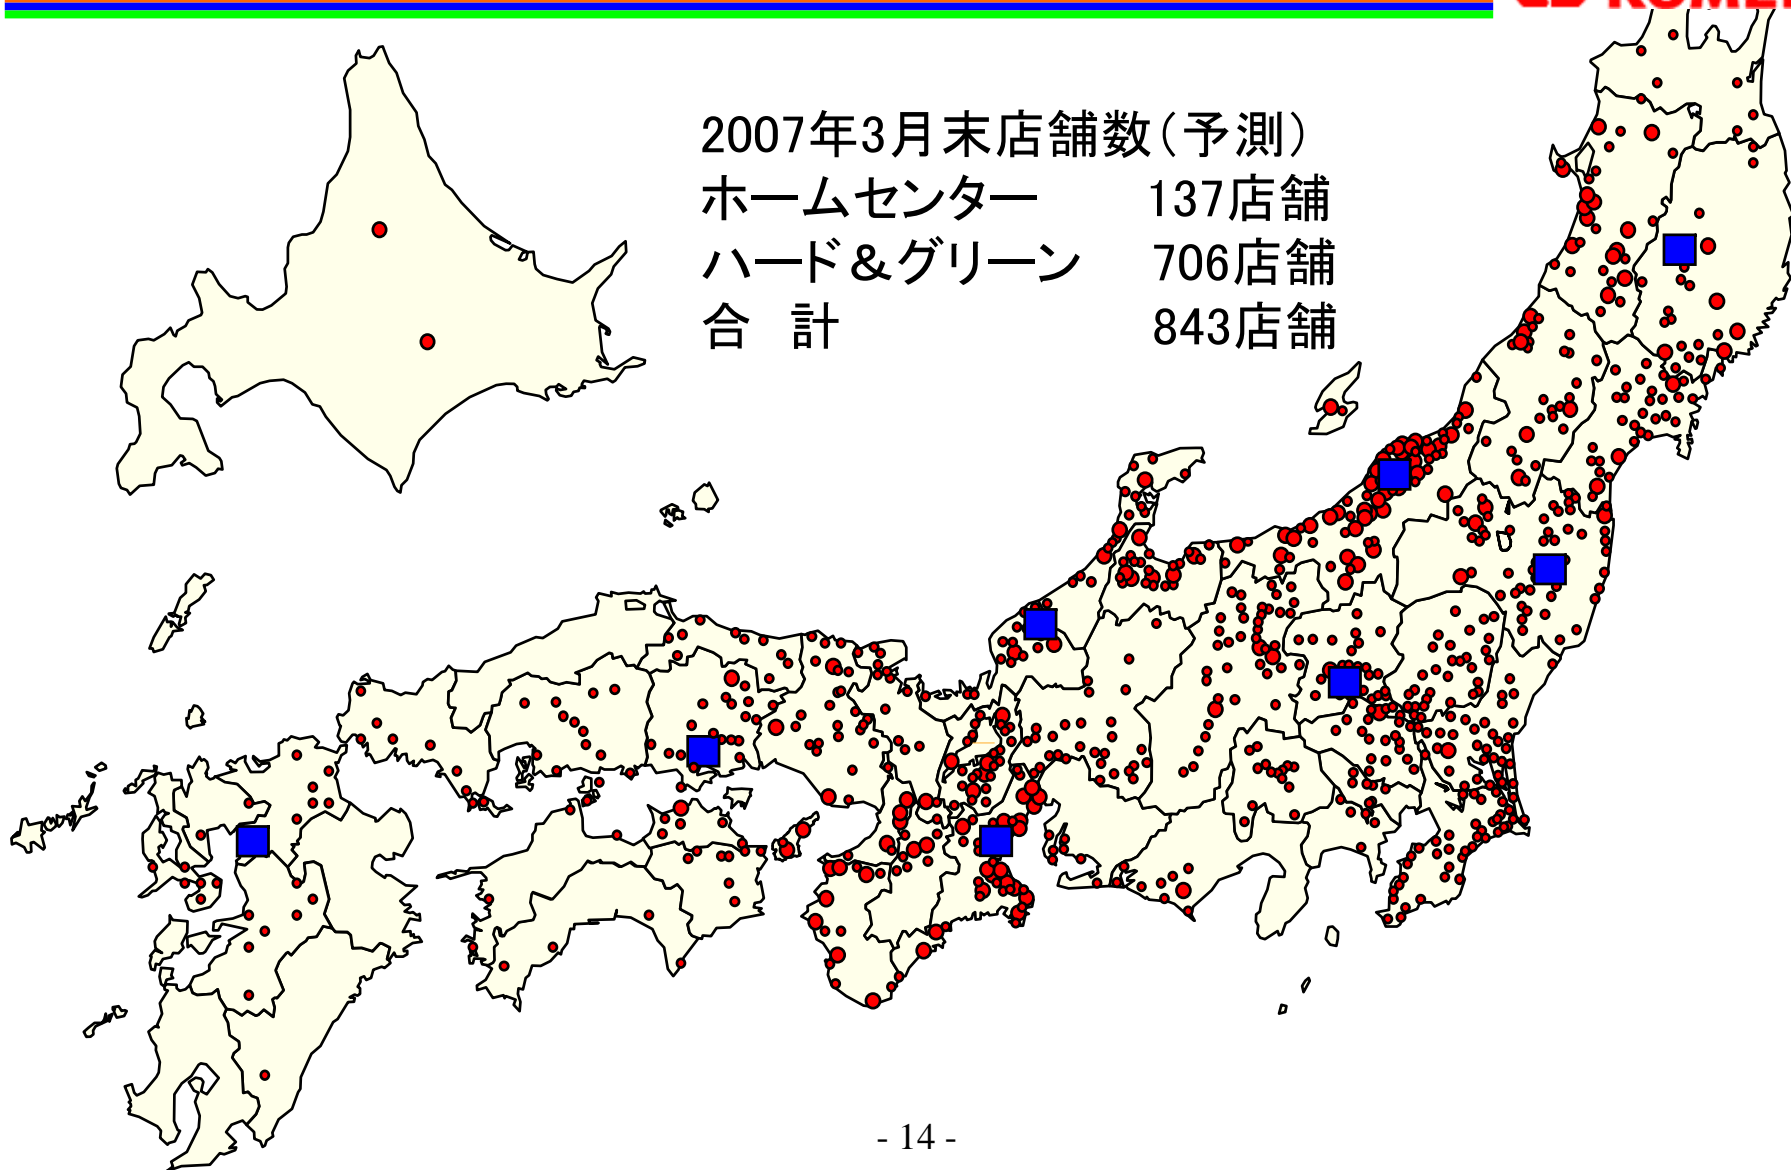 2007年3月末店舗数(予測)
ホームセンター 137店舗
ハード&グリーン 706店舗
合 計 843店舗
- 14 -